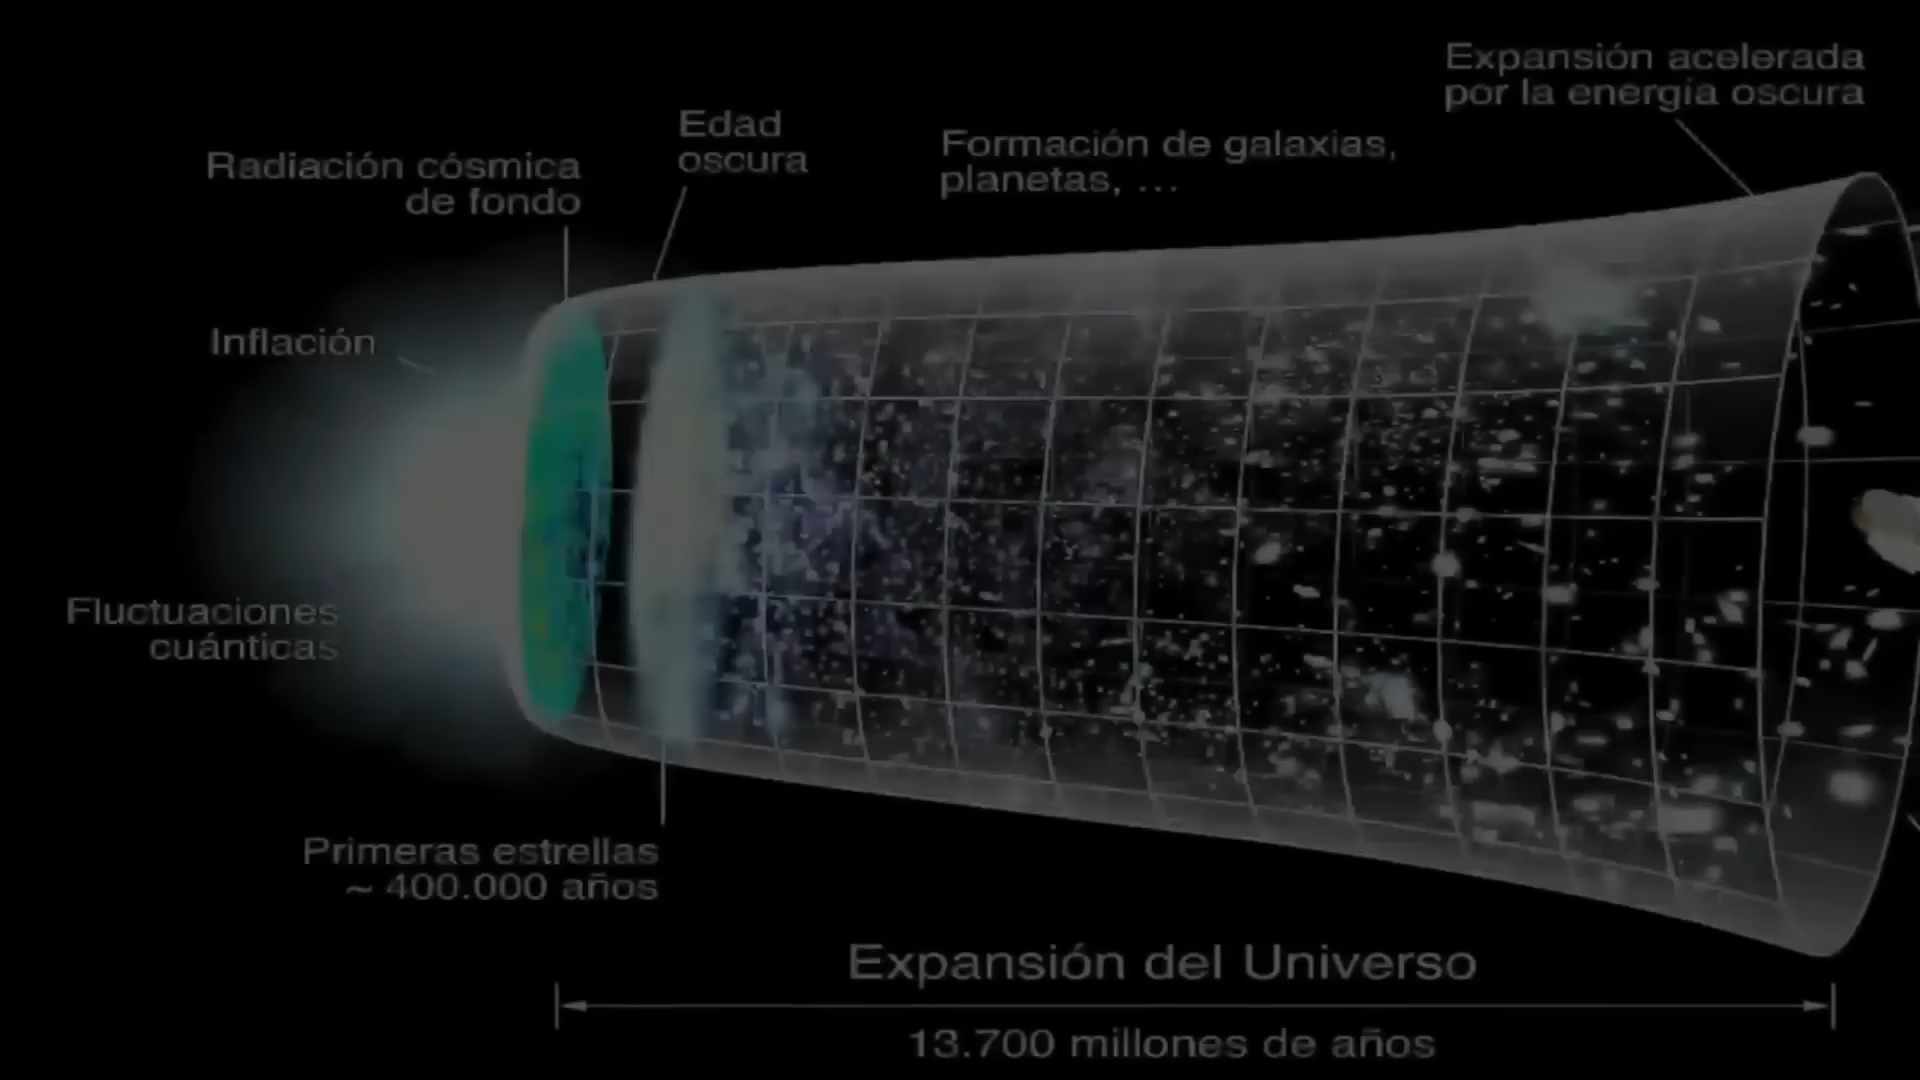 Expansión acelerada
por la energía oscura
Edad
oscura
Formación de galaxias,
planetas, ...
Radiación cósmica
de fondo
Inflación
Fluctuaciones
cuánticas
Primeras estrellas
~ 400.000 años
Expansión del Universo
13.700 millones de años